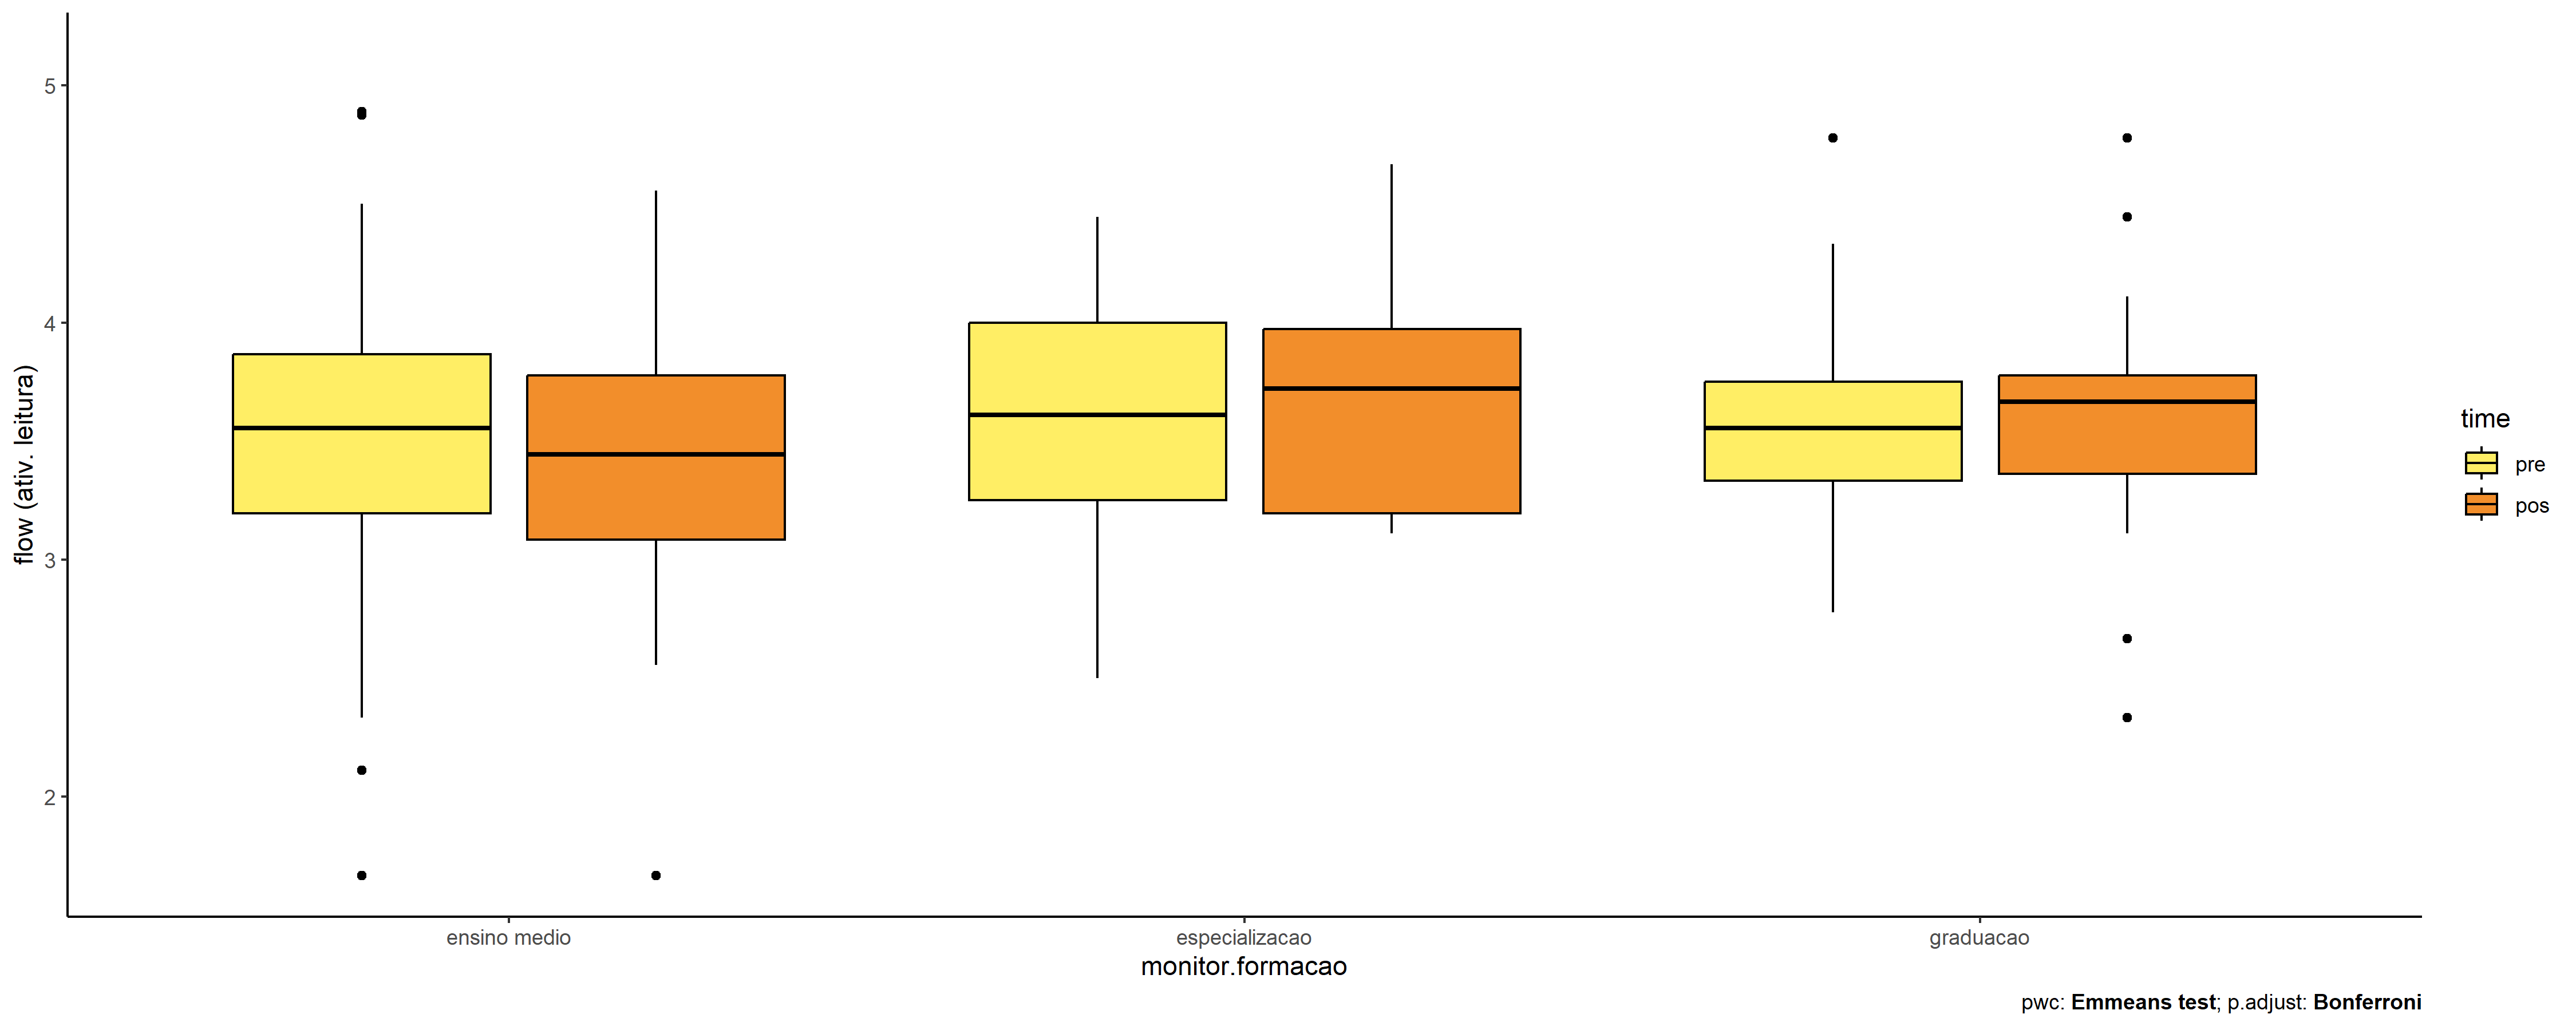 flow (ativ. leitura)
5
4
3
2
ensino medio
especializacao
graduacao
monitor.formacao
time
pre
pos
pwc: Emmeans test; p.adjust: Bonferroni